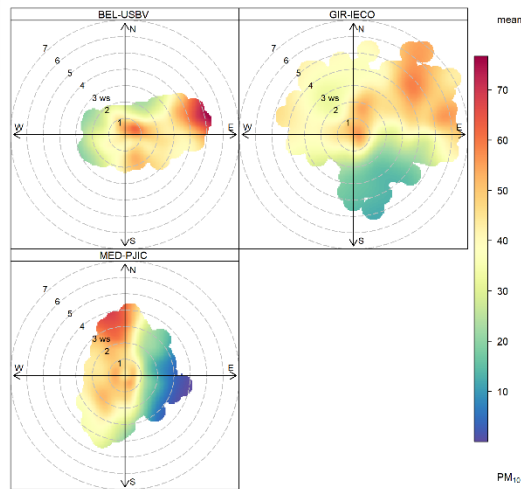 BEL-USBV
GIR-IECO
mean
N
7
6
5
4
3 ws
2
1
W
E
S
N
7
6
5
4
3 ws
2
1
W
E
S
70
60
50
40
30
20
10
MED-PJIC
N
7
6
5
4
3 ws
2
1
W
E
S
PM₁₀